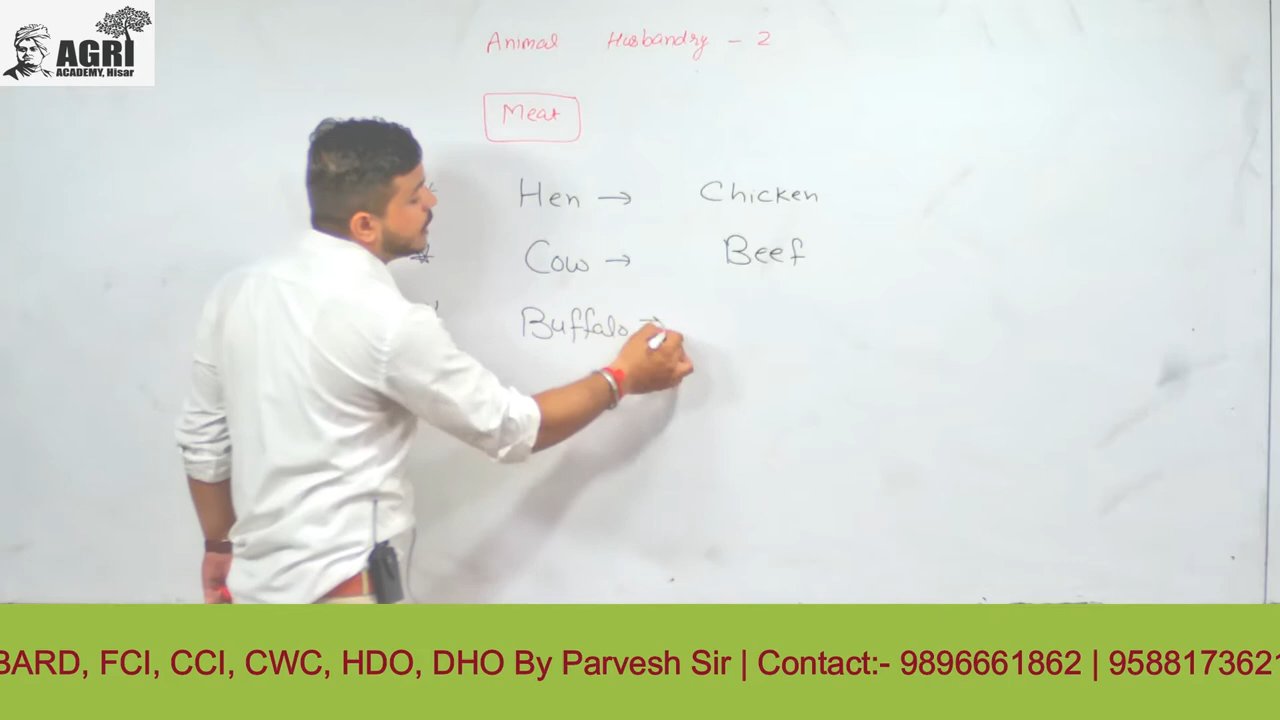 AGRI
ACADEMY, Hisar
Animal Husbandry - 2
Meat
* Hen → Chicken
* Cow → Beef
Buffalo →
BARD, FCI, CCI, CWC, HDO, DHO By Parvesh Sir | Contact:- 9896661862 | 9588173621